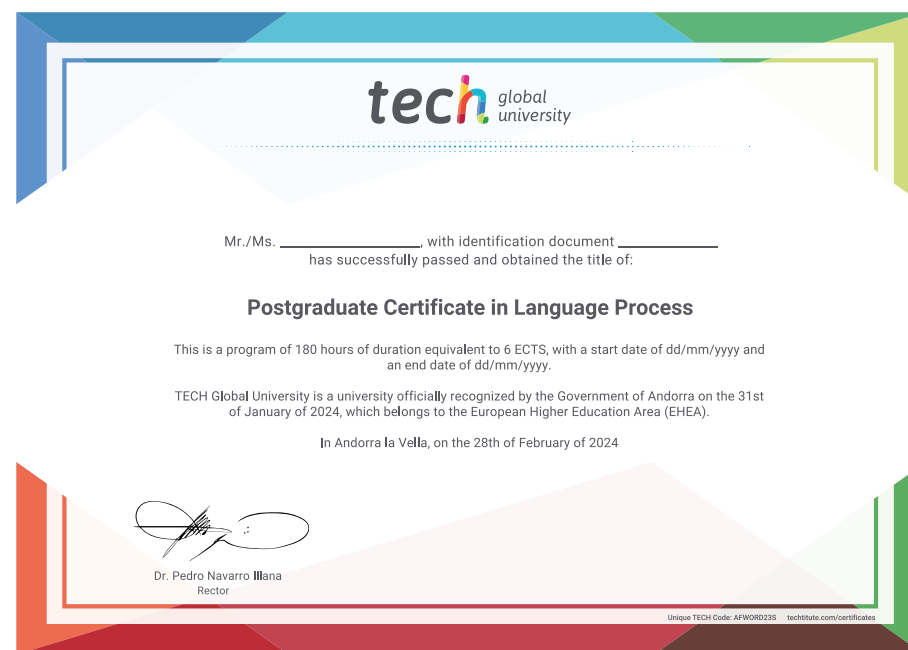 tech global university
Mr./Ms. ____________________, with identification document ______________
has successfully passed and obtained the title of:
Postgraduate Certificate in Language Process
This is a program of 180 hours of duration equivalent to 6 ECTS, with a start date of dd/mm/yyyy and
an end date of dd/mm/yyyy.
TECH Global University is a university officially recognized by the Government of Andorra on the 31st
of January of 2024, which belongs to the European Higher Education Area (EHEA).
In Andorra la Vella, on the 28th of February of 2024
Dr. Pedro Navarro Illana
Rector
Unique TECH Code: AFWORD23S techtitute.com/certificates